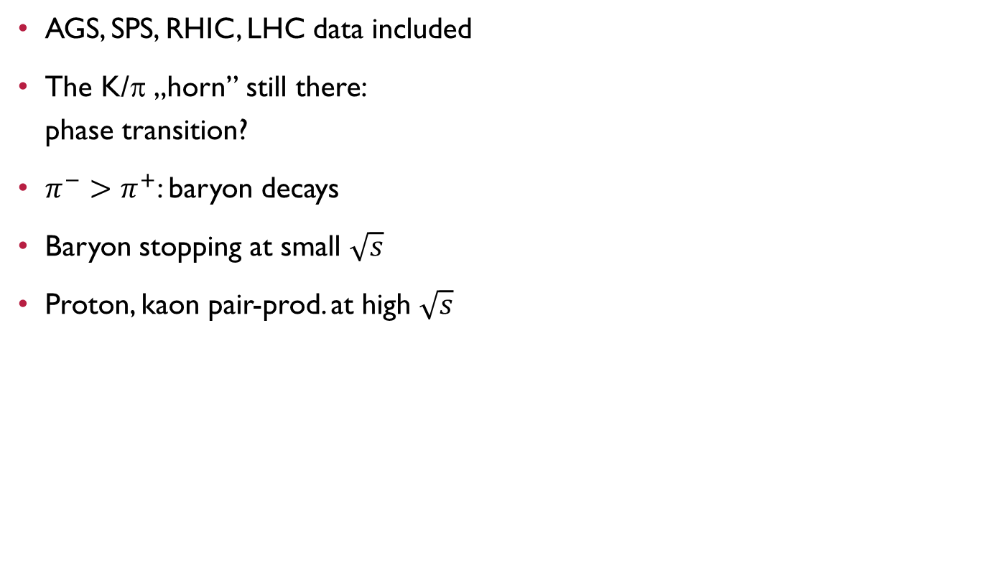 • AGS, SPS, RHIC, LHC data included
• The K/π „horn” still there:
phase transition?
• π⁻ > π⁺: baryon decays
• Baryon stopping at small √s
• Proton, kaon pair-prod. at high √s